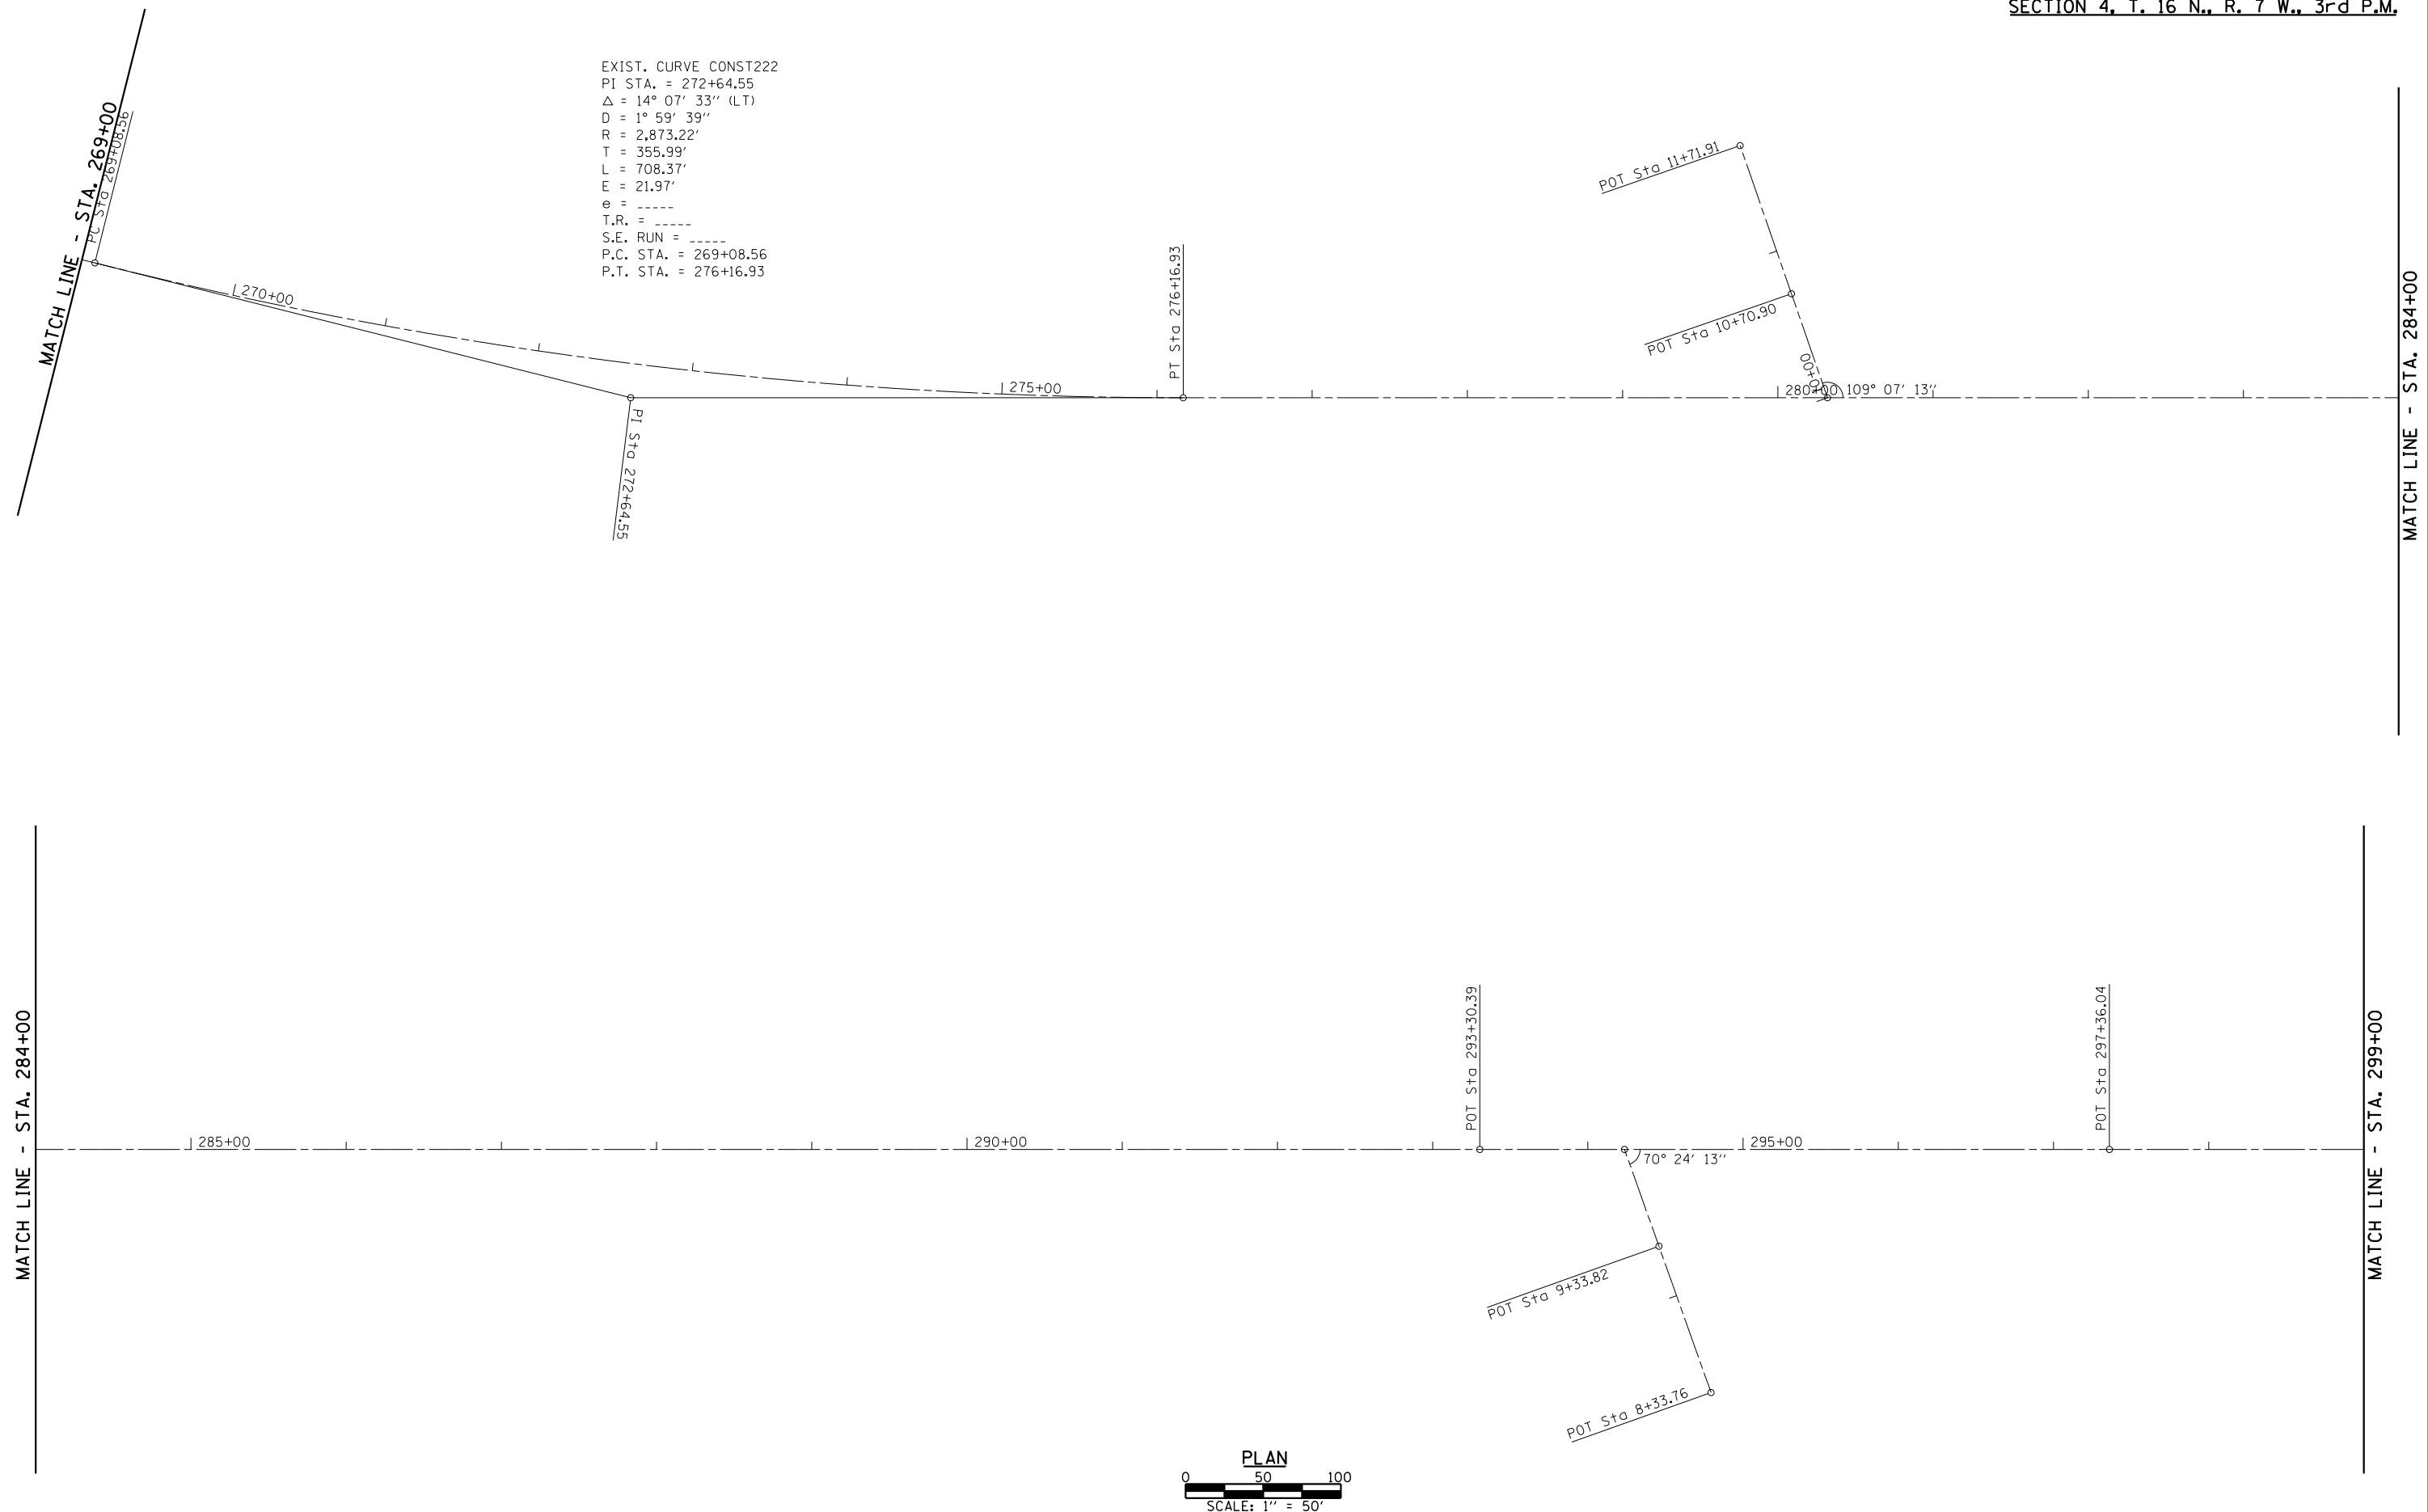 SECTION 4, T. 16 N., R. 7 W., 3rd P.M.
MATCH LINE - STA. 269+00
PC Sta 269+08.56
EXIST. CURVE CONST222
PI STA. = 272+64.55
Δ = 14° 07' 33" (LT)
D = 1° 59' 39"
R = 2,873.22'
T = 355.99'
L = 708.37'
E = 21.97'
e = _____
T.R. = _____
S.E. RUN = _____
P.C. STA. = 269+08.56
P.T. STA. = 276+16.93
270+00
PI Sta 272+64.55
275+00
PT Sta 276+16.93
POT Sta 11+71.91
POT Sta 10+70.90
280+00
109° 07' 13"
MATCH LINE - STA. 284+00
MATCH LINE - STA. 284+00
285+00
290+00
POT Sta 293+30.39
70° 24' 13"
295+00
POT Sta 297+36.04
POT Sta 9+33.82
POT Sta 8+33.76
MATCH LINE - STA. 299+00
PLAN
0 50 100
SCALE: 1" = 50'